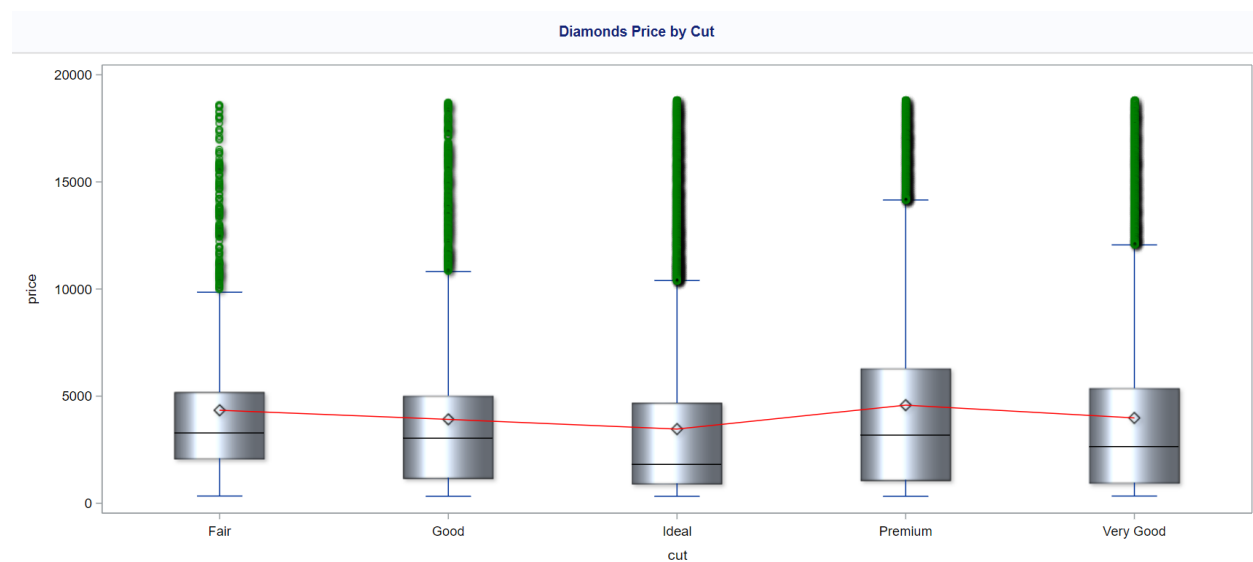 Diamonds Price by Cut
20000
15000
10000
5000
0
price
Fair Good Ideal Premium Very Good
cut